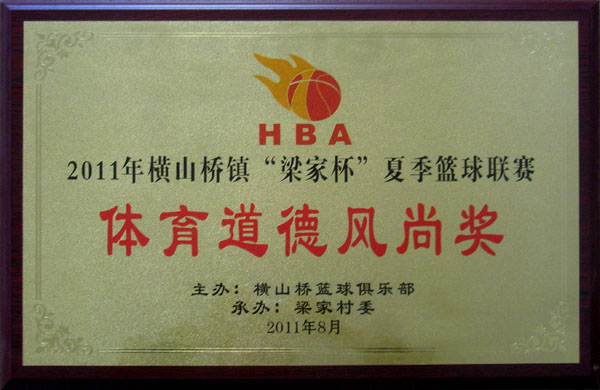 HBA
2011年横山桥镇“梁家杯”夏季篮球联赛
体育道德风尚奖
主办：横山桥篮球俱乐部
承办：梁家村委
2011年8月